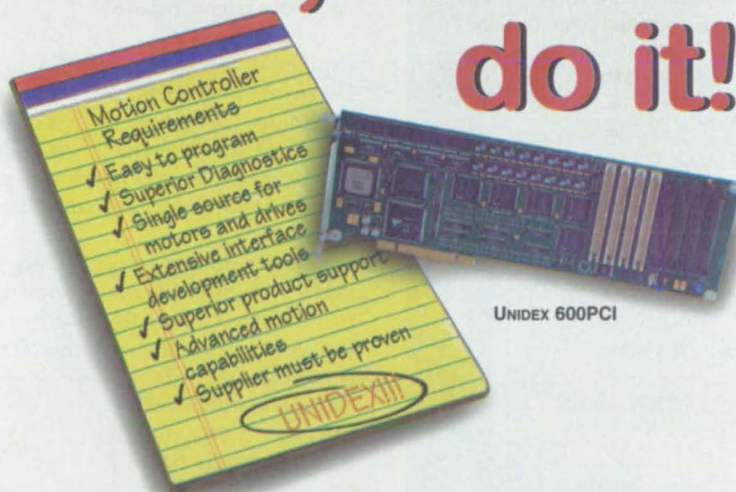 do it!
Motion Controller
Requirements
✓ Easy to program
✓ Superior Diagnostics
✓ Single source for
motors and drives
✓ Extensive interface
development tools
✓ Superior product support
✓ Advanced motion
capabilities
✓ Supplier must be proven
UNIDEX!!!
UNIDEX 600PCI